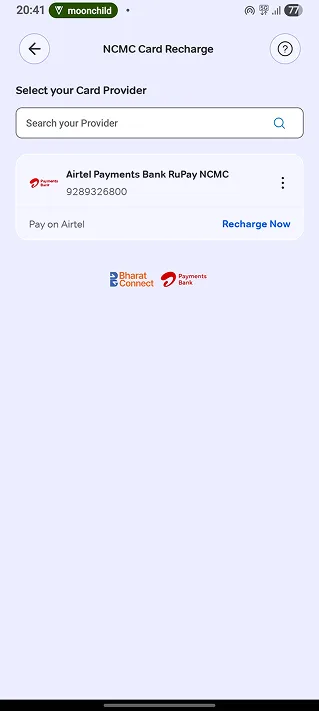 20:41 moonchild 77
NCMC Card Recharge
Select your Card Provider
Search your Provider
Payments Bank
Airtel Payments Bank RuPay NCMC
9289326800
Pay on Airtel
Recharge Now
Bharat Connect
Payments Bank